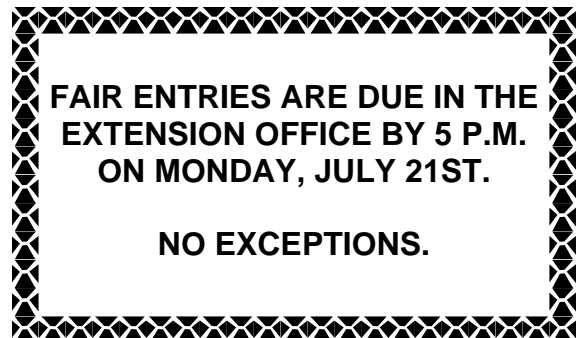 FAIR ENTRIES ARE DUE IN THE
EXTENSION OFFICE BY 5 P.M.
ON MONDAY, JULY 21ST.
NO EXCEPTIONS.